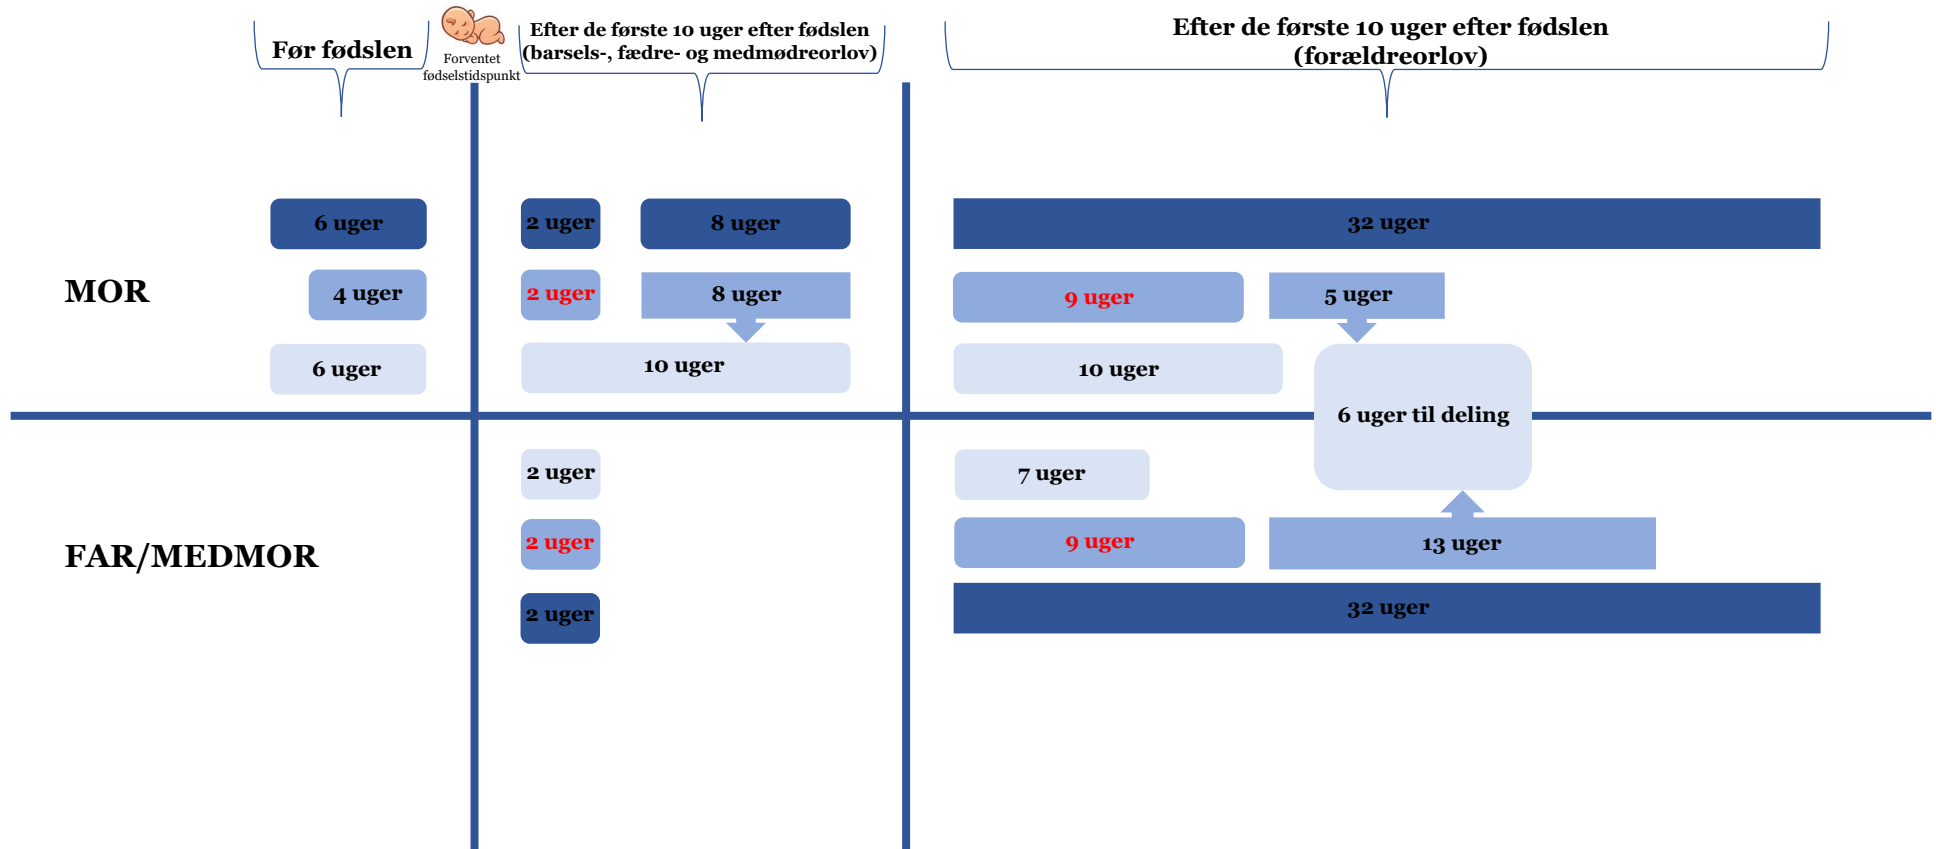 Før fødslen
Forventet
fødselstidspunkt
Efter de første 10 uger efter fødslen
(barsels-, fædre- og medmødreorlov)
Efter de første 10 uger efter fødslen
(forældreorlov)
6 uger
2 uger
8 uger
32 uger
MOR
4 uger
2 uger
8 uger
9 uger
5 uger
6 uger
10 uger
10 uger
6 uger til deling
2 uger
7 uger
FAR/MEDMOR
2 uger
9 uger
13 uger
2 uger
32 uger